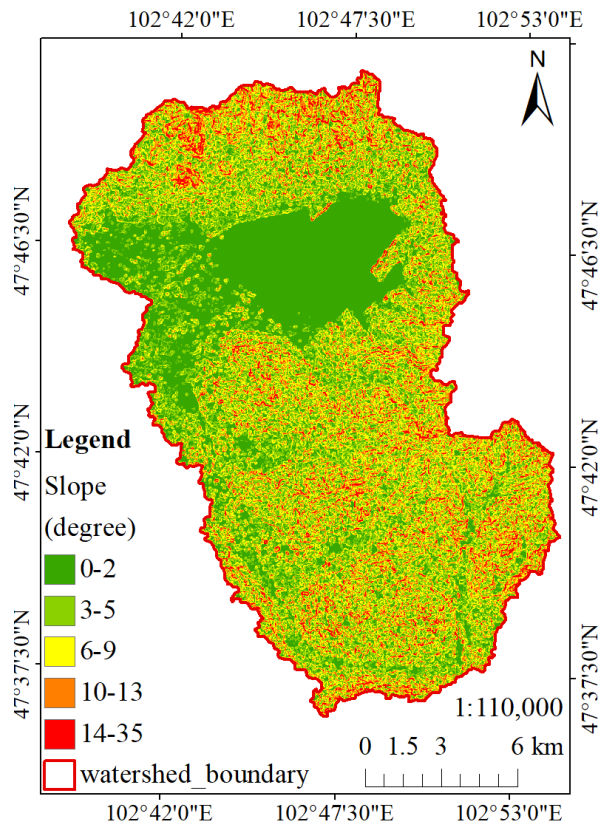 102°42'0"E 102°47'30"E 102°53'0"E
N
47°46'30"N 47°46'30"N
47°42'0"N 47°42'0"N
47°37'30"N 47°37'30"N
Legend
Slope
(degree)
0-2
3-5
6-9
10-13
14-35
watershed_boundary
1:110,000
0 1.5 3 6 km
102°42'0"E 102°47'30"E 102°53'0"E